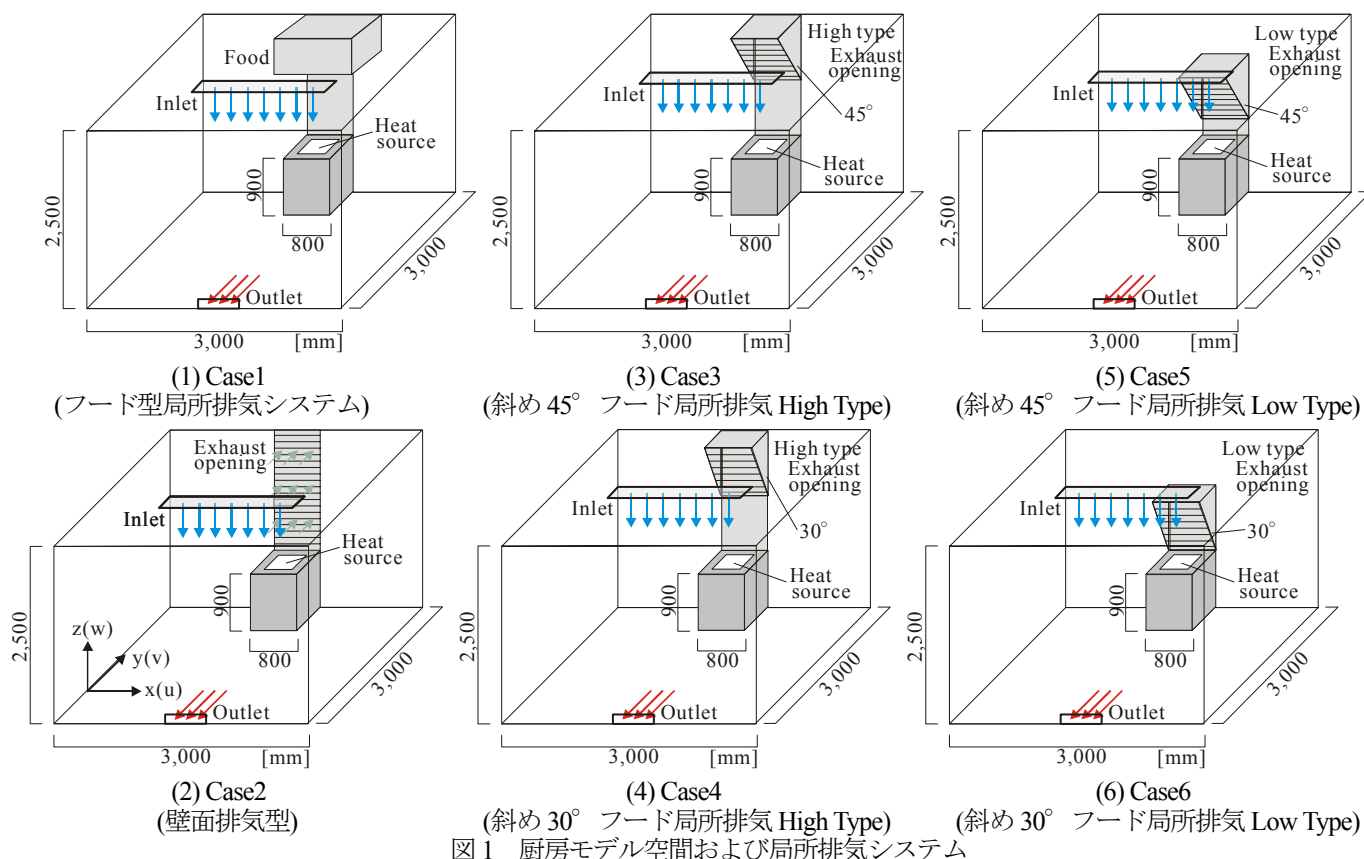 Food
Inlet
Heat
source
2,500
900
800
3,000
Outlet
3,000
[mm]
(1) Case1
(フード型局所排気システム)
High type
Exhaust
opening
Inlet
45°
Heat
source
2,500
900
800
3,000
Outlet
3,000
[mm]
(3) Case3
(斜め 45° フード局所排気 High Type)
Low type
Exhaust
opening
Inlet
45°
Heat
source
2,500
900
800
3,000
Outlet
3,000
[mm]
(5) Case5
(斜め 45° フード局所排気 Low Type)
Exhaust
opening
Inlet
Heat
source
2,500
900
800
z(w)
y(v)
x(u)
3,000
Outlet
3,000
[mm]
(2) Case2
(壁面排気型)
High type
Exhaust
opening
Inlet
30°
Heat
source
2,500
900
800
3,000
Outlet
3,000
[mm]
(4) Case4
(斜め 30° フード局所排気 High Type)
Low type
Exhaust
opening
Inlet
30°
Heat
source
2,500
900
800
3,000
Outlet
3,000
[mm]
(6) Case6
(斜め 30° フード局所排気 Low Type)
図 1 厨房モデル空間および局所排気システム